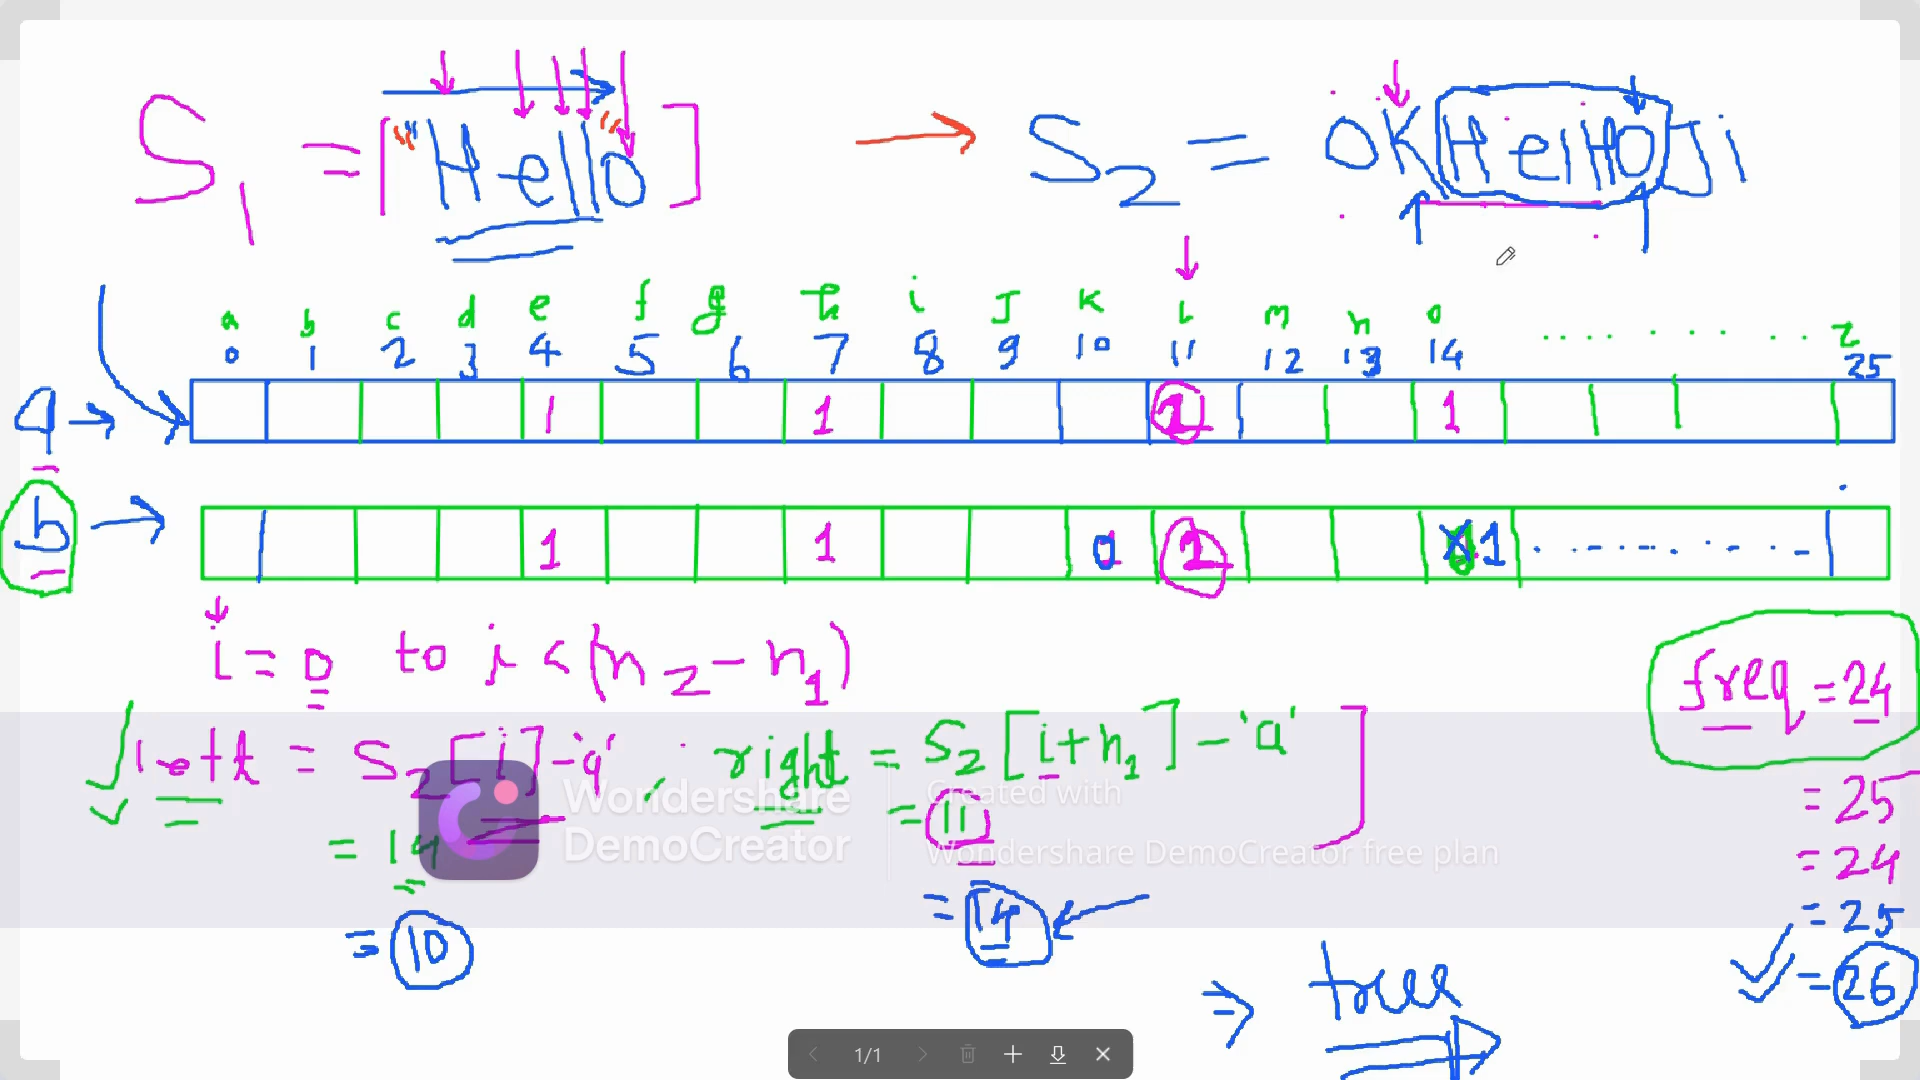 S1 = ["Hello"] → S2 = OKHelloJi
a b c d e f g h i J K L m n o ........ z
0 1 2 3 4 5 6 7 8 9 10 11 12 13 14 25
a → 1 1 2 1
b → 1 1 0 2 1
i = 0 to i < (n2 - n1)
freq = 24
left = S2[i] - 'a', right = S2[i+n1] - 'a'
= 25
= 14 = 11
= 24
= 10 = 14
= 25
= 26
⇒ true
Wondershare DemoCreator
Created with
Wondershare DemoCreator free plan
1/1